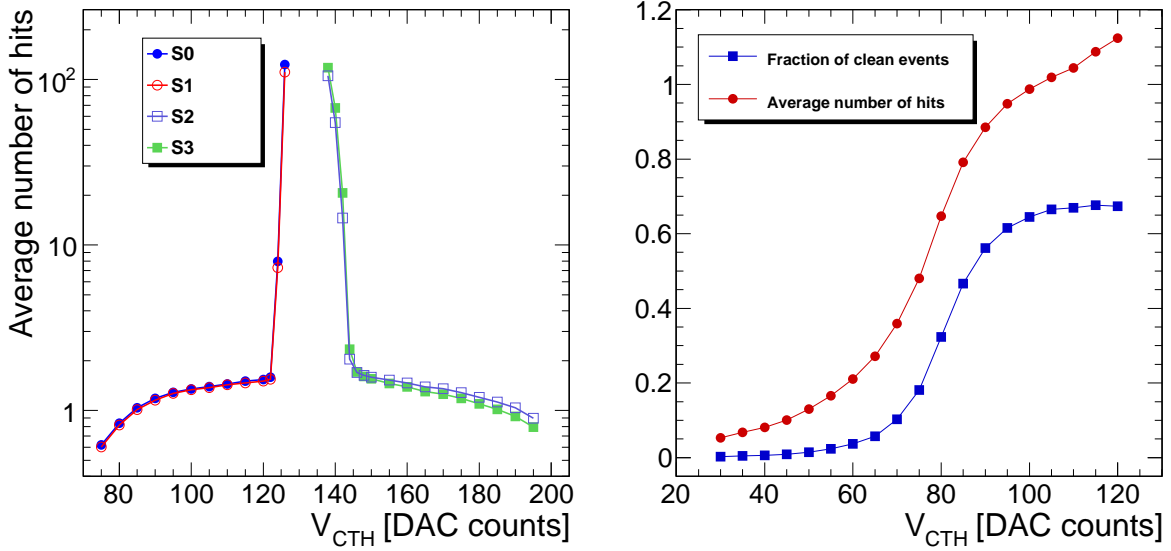 Average number of hits
10²
10
1
S0
S1
S2
S3
80 100 120 140 160 180 200
V_CTH [DAC counts]
1.2
1
0.8
0.6
0.4
0.2
0
Fraction of clean events
Average number of hits
20 40 60 80 100 120
V_CTH [DAC counts]